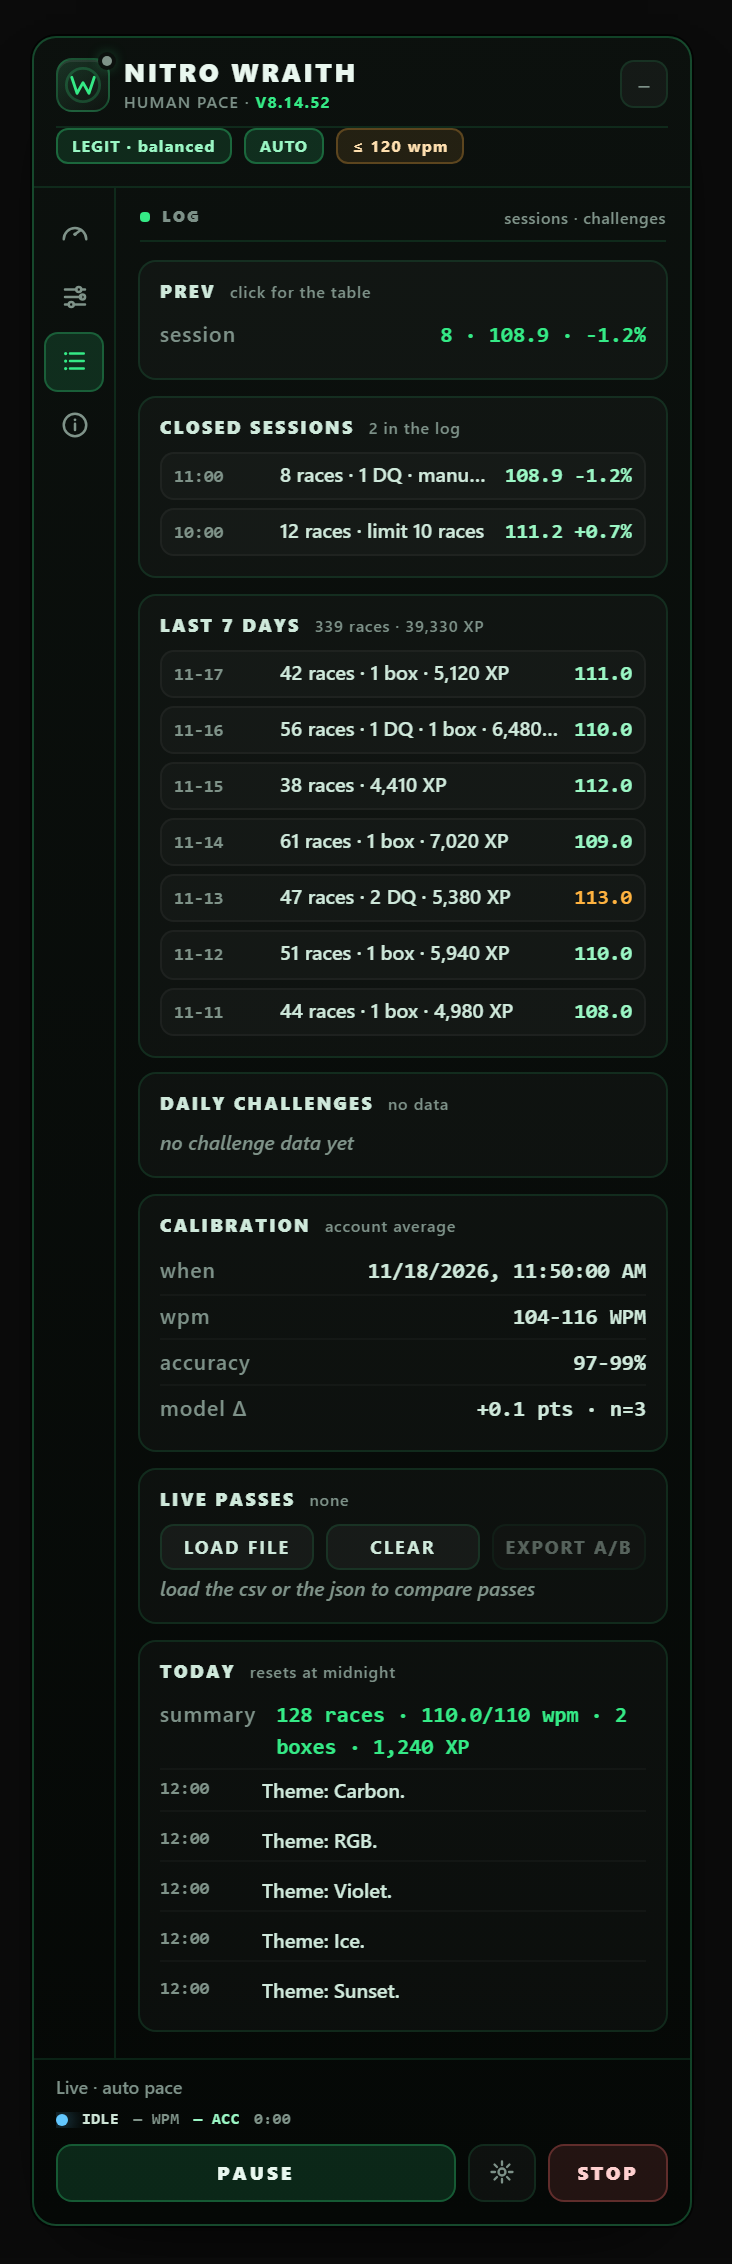 NITRO WRAITH
HUMAN PACE · V8.14.52
–
LEGIT · balanced
AUTO
≤ 120 wpm
LOG
sessions · challenges
PREV click for the table
session 8 · 108.9 · -1.2%
CLOSED SESSIONS 2 in the log
11:00 8 races · 1 DQ · manu... 108.9 -1.2%
10:00 12 races · limit 10 races 111.2 +0.7%
LAST 7 DAYS 339 races · 39,330 XP
11-17 42 races · 1 box · 5,120 XP 111.0
11-16 56 races · 1 DQ · 1 box · 6,480... 110.0
11-15 38 races · 4,410 XP 112.0
11-14 61 races · 1 box · 7,020 XP 109.0
11-13 47 races · 2 DQ · 5,380 XP 113.0
11-12 51 races · 1 box · 5,940 XP 110.0
11-11 44 races · 1 box · 4,980 XP 108.0
DAILY CHALLENGES no data
no challenge data yet
CALIBRATION account average
when 11/18/2026, 11:50:00 AM
wpm 104-116 WPM
accuracy 97-99%
model Δ +0.1 pts · n=3
LIVE PASSES none
LOAD FILE CLEAR EXPORT A/B
load the csv or the json to compare passes
TODAY resets at midnight
summary 128 races · 110.0/110 wpm · 2
boxes · 1,240 XP
12:00 Theme: Carbon.
12:00 Theme: RGB.
12:00 Theme: Violet.
12:00 Theme: Ice.
12:00 Theme: Sunset.
Live · auto pace
IDLE – WPM – ACC 0:00
PAUSE STOP